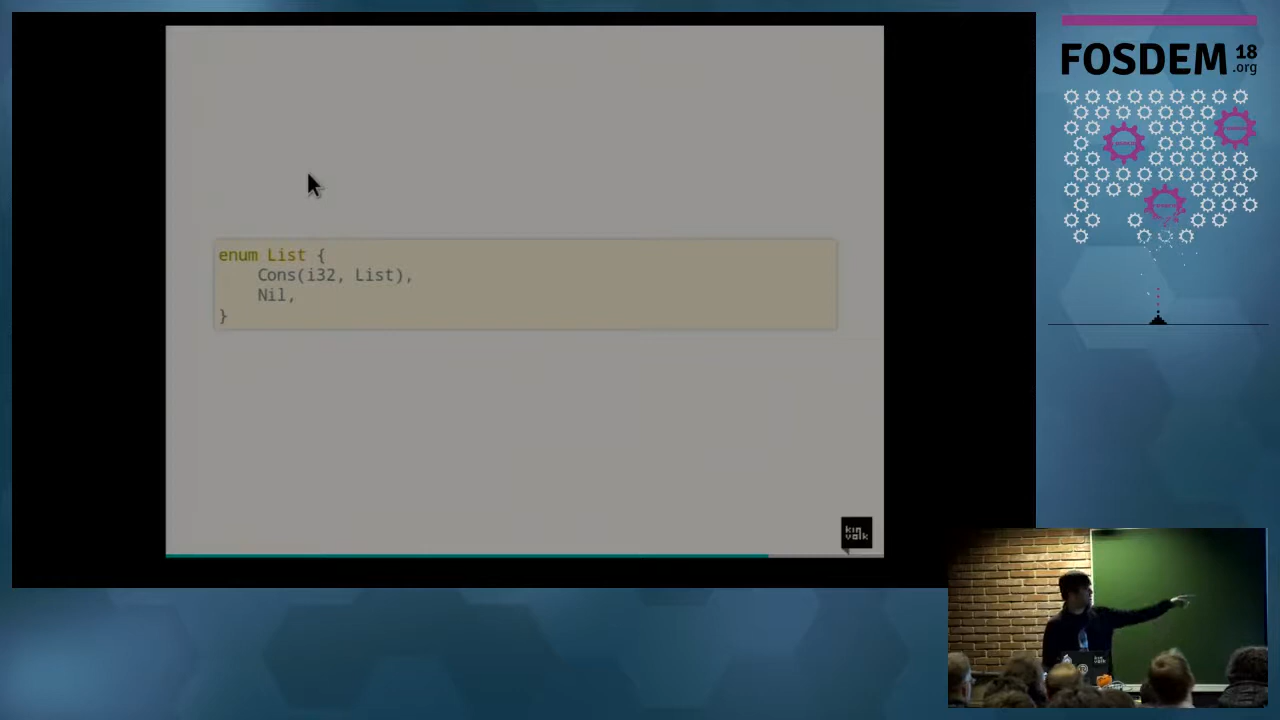 enum List {
    Cons(i32, List),
    Nil,
}
kin
volk
FOSDEM 18
.org